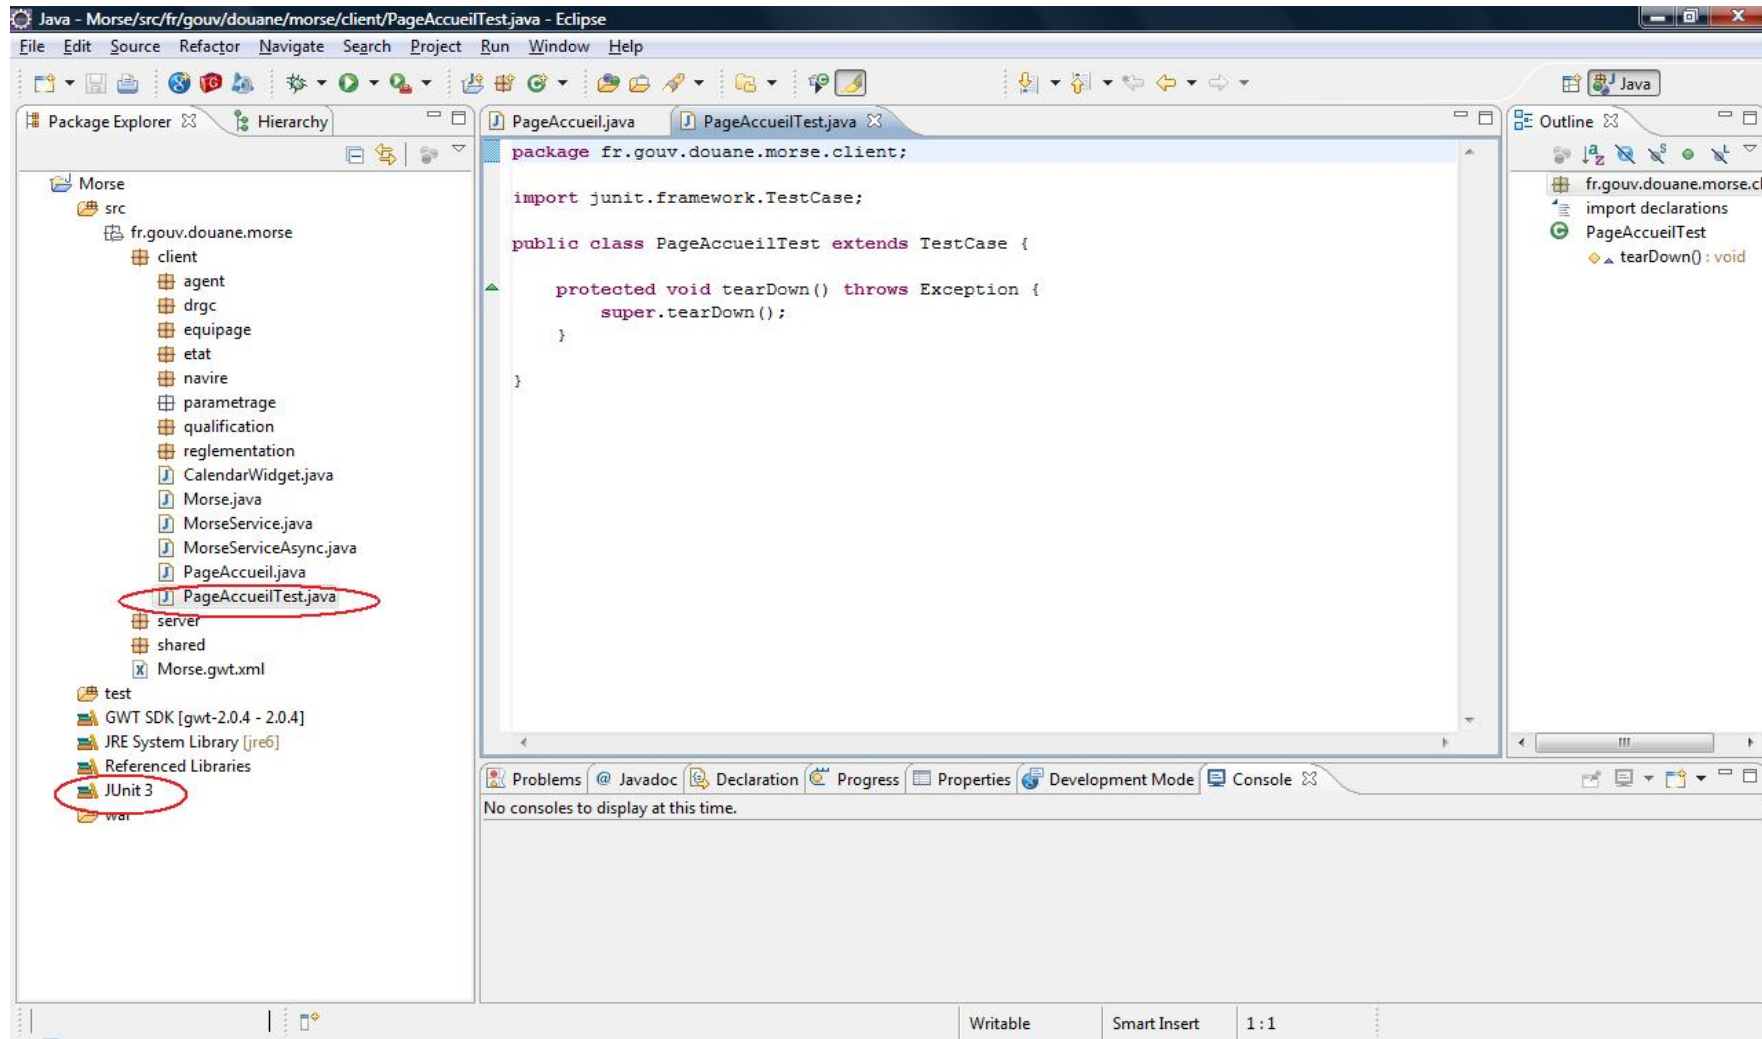 Java - Morse/src/fr/gouv/douane/morse/client/PageAccueilTest.java - Eclipse
File Edit Source Refactor Navigate Search Project Run Window Help
Java
Package Explorer
Hierarchy
PageAccueil.java
PageAccueilTest.java
Outline
Morse
src
fr.gouv.douane.morse
client
agent
drgc
equipage
etat
navire
parametrage
qualification
reglementation
CalendarWidget.java
Morse.java
MorseService.java
MorseServiceAsync.java
PageAccueil.java
PageAccueilTest.java
server
shared
Morse.gwt.xml
test
GWT SDK [gwt-2.0.4 - 2.0.4]
JRE System Library [jre6]
Referenced Libraries
JUnit 3
war
package fr.gouv.douane.morse.client;
import junit.framework.TestCase;
public class PageAccueilTest extends TestCase {
protected void tearDown() throws Exception {
super.tearDown();
}
}
fr.gouv.douane.morse.cl
import declarations
PageAccueilTest
tearDown() : void
Problems @ Javadoc Declaration Progress Properties Development Mode Console
No consoles to display at this time.
Writable Smart Insert 1 : 1